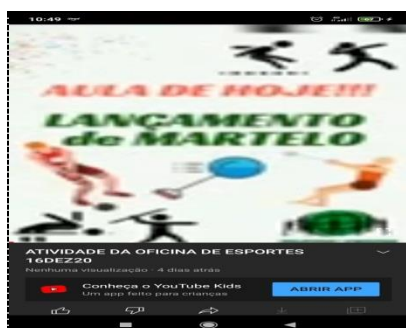 10:49
AULA DE HOJE!!!
LANÇAMENTO
de MARTELO
ATIVIDADE DA OFICINA DE ESPORTES
16DEZ20
Nenhuma visualização · 4 dias atrás
Conheça o YouTube Kids
Um app feito para crianças
ABRIR APP